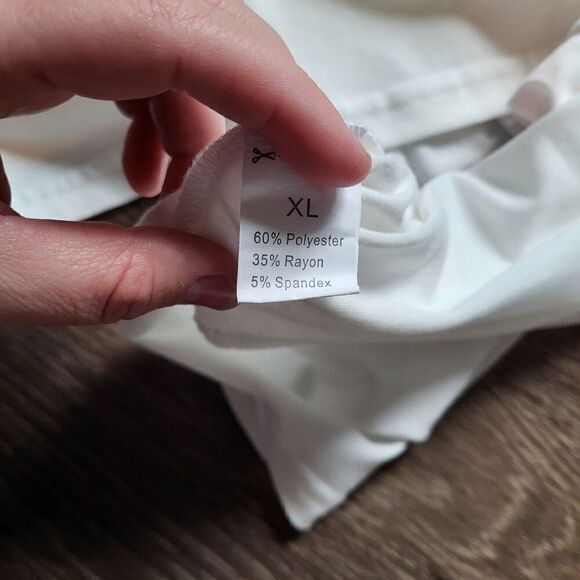 XL
60% Polyester
35% Rayon
5% Spandex